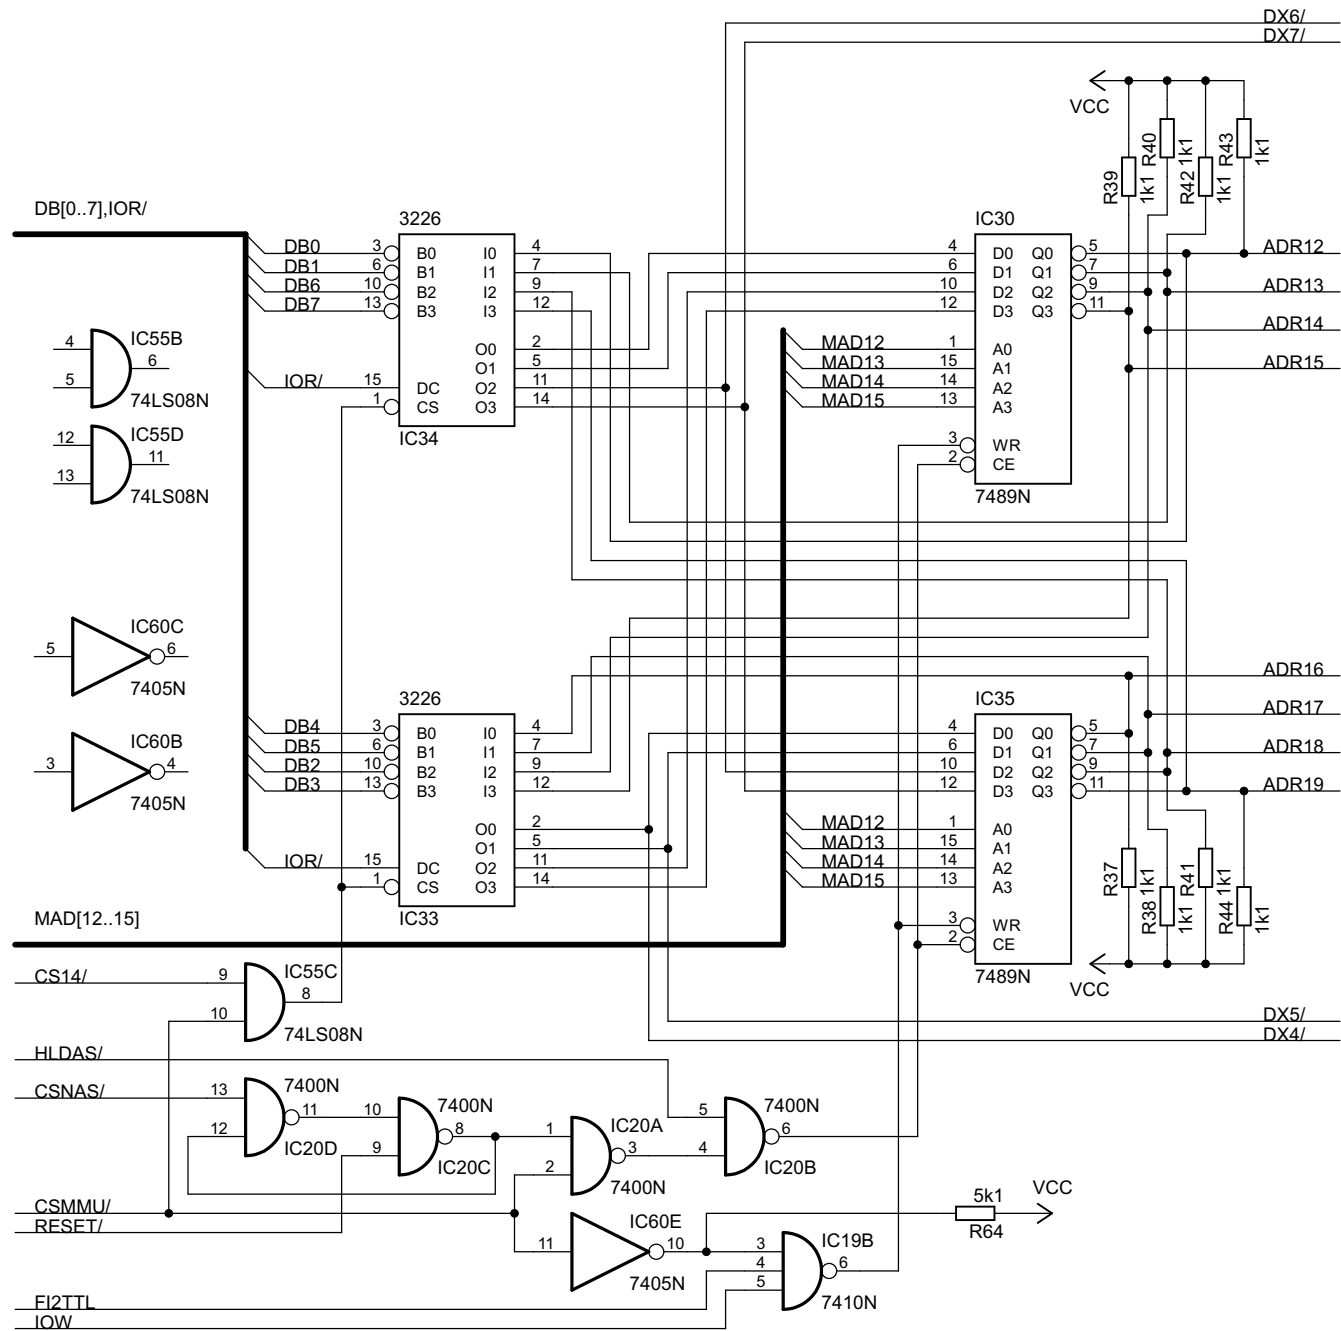 DX6/
DX7/
VCC
R39
1k1
R40
1k1
R42
1k1
R43
1k1
DB[0..7],IOR/
3226
DB0 3 B0 I0 4
DB1 6 B1 I1 7
DB6 10 B2 I2 9
DB7 13 B3 I3 12
O0 2
O1 5
IOR/ 15 DC O2 11
1 CS O3 14
IC34
IC30
4 D0 Q0 5 ADR12
6 D1 Q1 7
10 D2 Q2 9 ADR13
12 D3 Q3 11
ADR14
MAD12 1 A0
MAD13 15 A1 ADR15
MAD14 14 A2
MAD15 13 A3
3 WR
2 CE
7489N
4 IC55B
6
5
74LS08N
12 IC55D
11
13
74LS08N
IC60C
5 6
7405N
IC60B
3 4
7405N
3226
DB4 3 B0 I0 4
DB5 6 B1 I1 7
DB2 10 B2 I2 9
DB3 13 B3 I3 12
O0 2
O1 5
IOR/ 15 DC O2 11
1 CS O3 14
IC33
ADR16
IC35
ADR17
4 D0 Q0 5
6 D1 Q1 7 ADR18
10 D2 Q2 9
12 D3 Q3 11 ADR19
MAD12 1 A0
MAD13 15 A1
MAD14 14 A2
MAD15 13 A3
3 WR
2 CE
7489N
R37
1k1
R38
1k1
R41
1k1
R44
1k1
VCC
MAD[12..15]
CS14/ 9 IC55C
8
10
74LS08N
DX5/
DX4/
HLDAS/
CSNAS/ 13 7400N
11
12
IC20D
10 7400N
8
9
IC20C
1 IC20A
3
2
7400N
5 7400N
6
4
IC20B
CSMMU/
RESET/
5k1 VCC
R64
IC60E
11 10
7405N
3 IC19B
4 6
5
7410N
FI2TTL
IOW